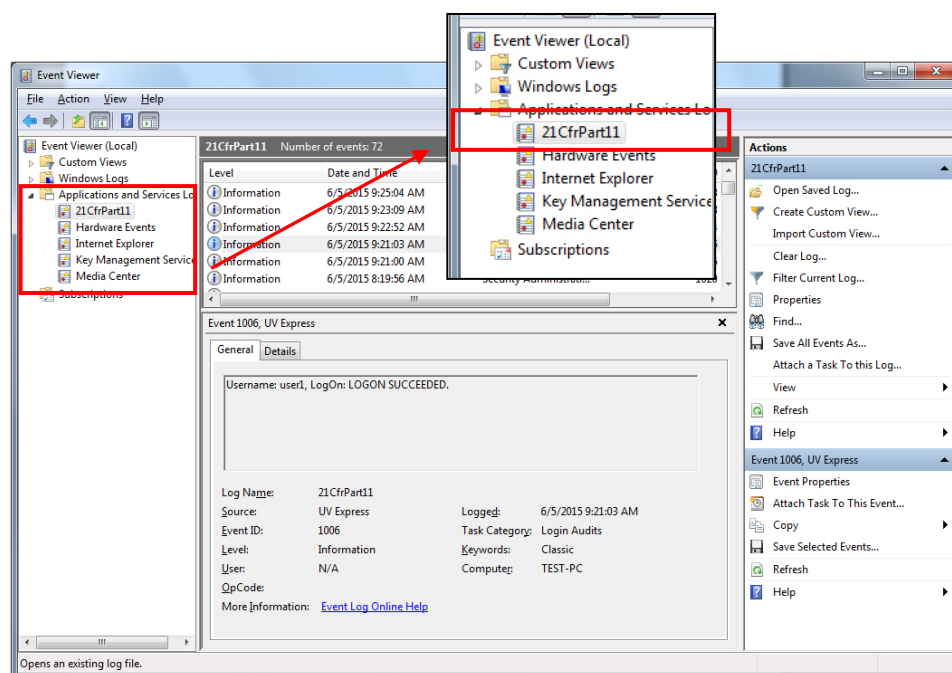 Event Viewer
File Action View Help
Event Viewer (Local)
Custom Views
Windows Logs
Applications and Services Lo
21CfrPart11
Hardware Events
Internet Explorer
Key Management Service
Media Center
Subscriptions
21CfrPart11 Number of events: 72
Level Date and Time
Information 6/5/2015 9:25:04 AM
Information 6/5/2015 9:23:09 AM
Information 6/5/2015 9:22:52 AM
Information 6/5/2015 9:21:03 AM
Information 6/5/2015 9:21:00 AM
Information 6/5/2015 8:19:56 AM
Event Viewer (Local)
Custom Views
Windows Logs
Applications and Services Lo
21CfrPart11
Hardware Events
Internet Explorer
Key Management Service
Media Center
Subscriptions
Event 1006, UV Express
General Details
Username: user1, LogOn: LOGON SUCCEEDED.
Log Name: 21CfrPart11
Source: UV Express Logged: 6/5/2015 9:21:03 AM
Event ID: 1006 Task Category: Login Audits
Level: Information Keywords: Classic
User: N/A Computer: TEST-PC
OpCode:
More Information: Event Log Online Help
Actions
21CfrPart11
Open Saved Log...
Create Custom View...
Import Custom View...
Clear Log...
Filter Current Log...
Properties
Find...
Save All Events As...
Attach a Task To this Log...
View
Refresh
Help
Event 1006, UV Express
Event Properties
Attach Task To This Event...
Copy
Save Selected Events...
Refresh
Help
Opens an existing log file.